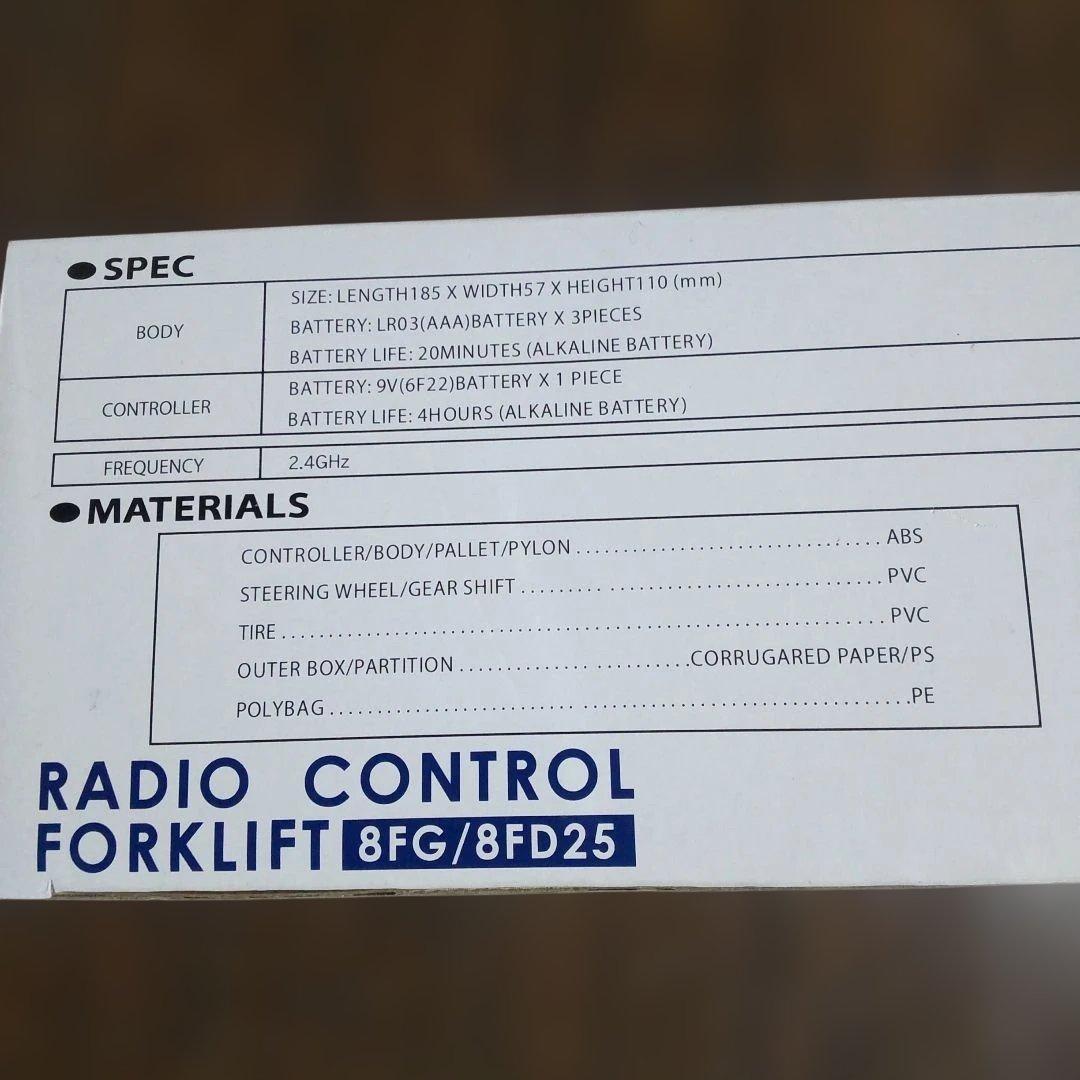 ●SPEC
BODY
SIZE: LENGTH185 X WIDTH57 X HEIGHT110 (mm)
BATTERY: LR03(AAA)BATTERY X 3PIECES
BATTERY LIFE: 20MINUTES (ALKALINE BATTERY)
CONTROLLER
BATTERY: 9V(6F22)BATTERY X 1 PIECE
BATTERY LIFE: 4HOURS (ALKALINE BATTERY)
FREQUENCY 2.4GHz
●MATERIALS
CONTROLLER/BODY/PALLET/PYLON................................ABS
STEERING WHEEL/GEAR SHIFT......................................PVC
TIRE................................................................PVC
OUTER BOX/PARTITION.........................CORRUGARED PAPER/PS
POLYBAG.............................................................PE
RADIO CONTROL
FORKLIFT 8FG/8FD25